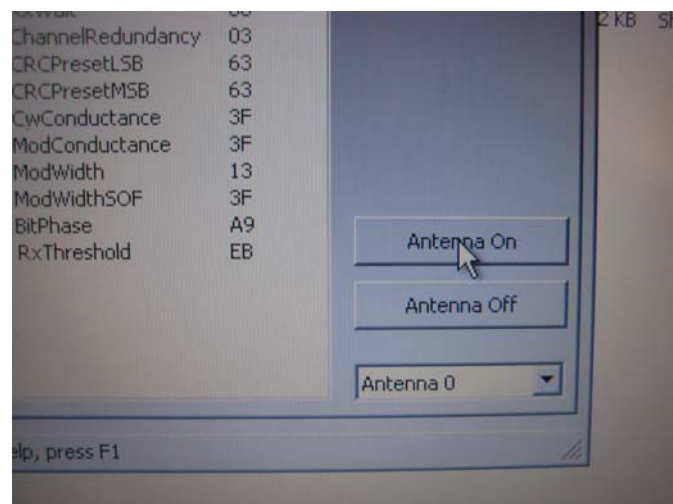 ChannelRedundancy 03
CRCPresetLSB 63
CRCPresetMSB 63
CwConductance 3F
ModConductance 3F
ModWidth 13
ModWidthSOF 3F
BitPhase A9
RxThreshold EB
2 KB
Antenna On
Antenna Off
Antenna 0
elp, press F1